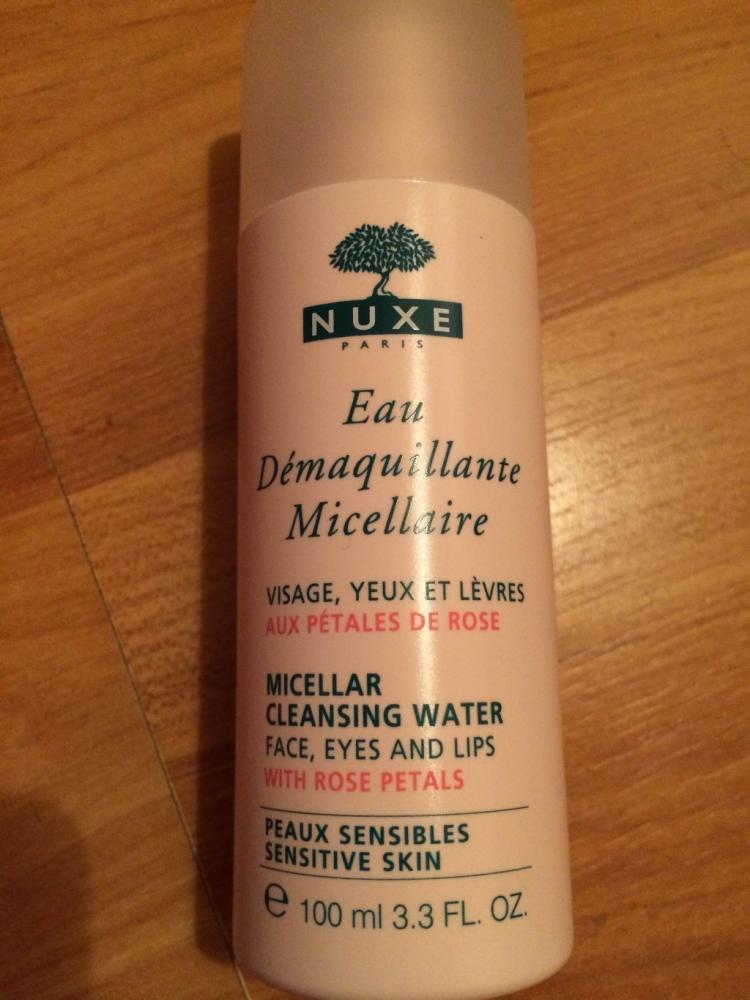 NUXE
PARIS
Eau
Démaquillante
Micellaire
VISAGE, YEUX ET LÈVRES
AUX PÉTALES DE ROSE
MICELLAR
CLEANSING WATER
FACE, EYES AND LIPS
WITH ROSE PETALS
PEAUX SENSIBLES
SENSITIVE SKIN
e 100 ml 3.3 FL. OZ.